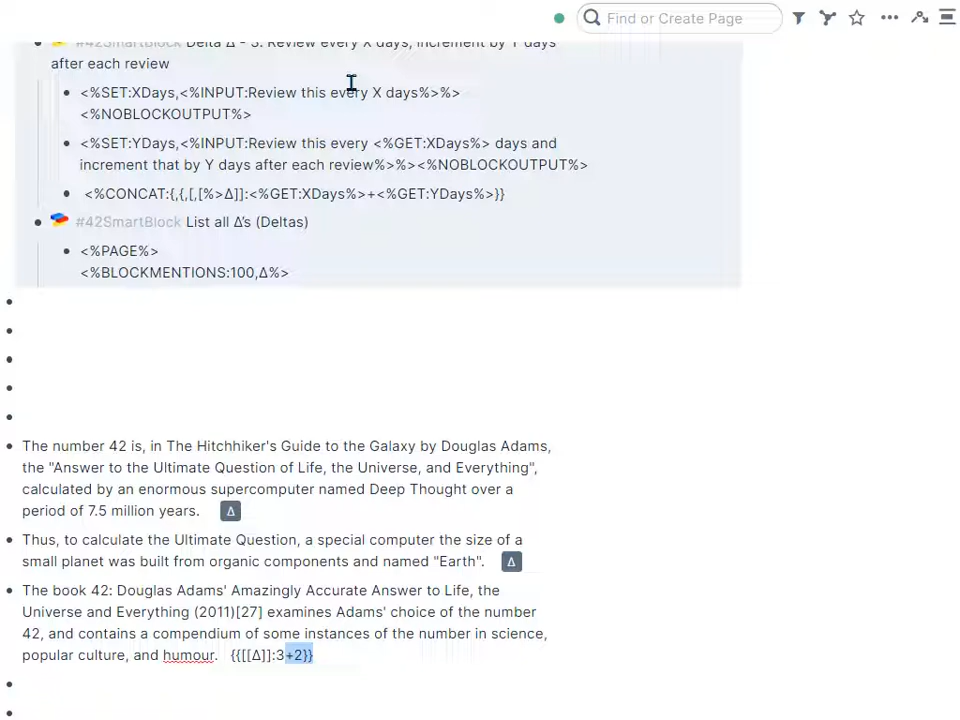 Find or Create Page
#42SmartBlock Delta Δ - 3. Review every X days, increment by Y days
after each review
<%SET:XDays,<%INPUT:Review this every X days%>%>
<%NOBLOCKOUTPUT%>
<%SET:YDays,<%INPUT:Review this every <%GET:XDays%> days and
increment that by Y days after each review%>%><%NOBLOCKOUTPUT%>
<%CONCAT:{,{,[,[%>Δ]]:<%GET:XDays%>+<%GET:YDays%>}}
#42SmartBlock List all Δ's (Deltas)
<%PAGE%>
<%BLOCKMENTIONS:100,Δ%>
The number 42 is, in The Hitchhiker's Guide to the Galaxy by Douglas Adams,
the "Answer to the Ultimate Question of Life, the Universe, and Everything",
calculated by an enormous supercomputer named Deep Thought over a
period of 7.5 million years. Δ
Thus, to calculate the Ultimate Question, a special computer the size of a
small planet was built from organic components and named "Earth". Δ
The book 42: Douglas Adams' Amazingly Accurate Answer to Life, the
Universe and Everything (2011)[27] examines Adams' choice of the number
42, and contains a compendium of some instances of the number in science,
popular culture, and humour. {{[[Δ]]:3+2}}